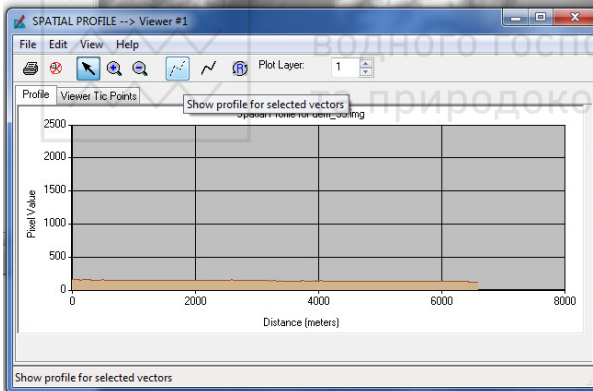 SPATIAL PROFILE --> Viewer #1
File Edit View Help
Plot Layer: 1
Profile Viewer Tic Points
Show profile for selected vectors
2500
2000
1500
1000
500
0
Pixel Value
0 2000 4000 6000 8000
Distance (meters)
Show profile for selected vectors
водного госпо
та природоко